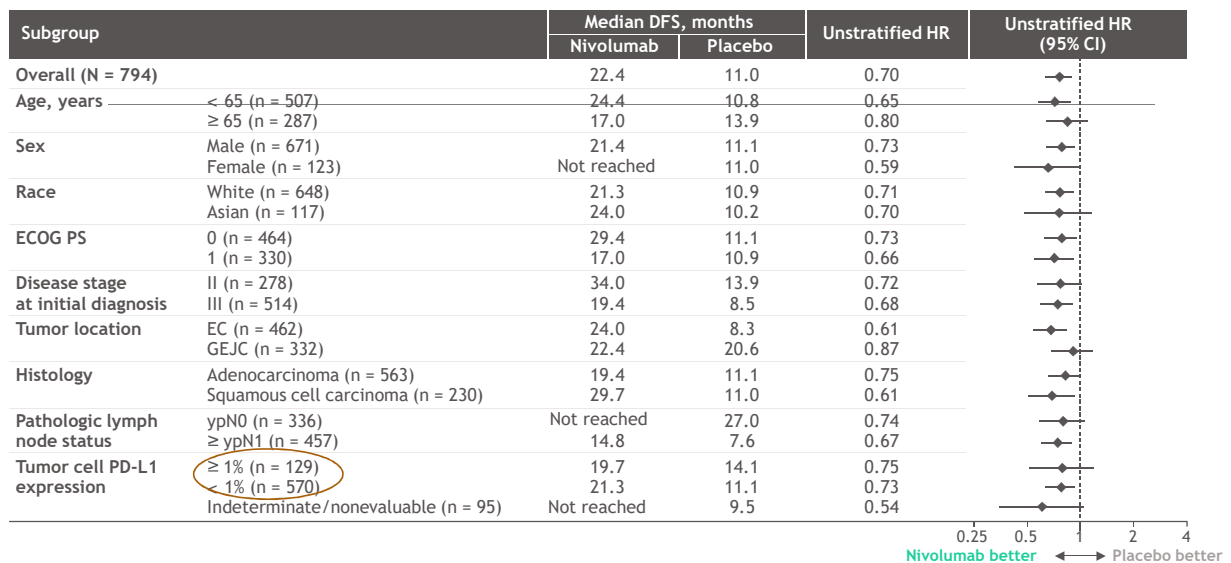 Subgroup Median DFS, months Unstratified HR Unstratified HR (95% CI)
Nivolumab Placebo
Overall (N = 794) 22.4 11.0 0.70
Age, years < 65 (n = 507) 24.4 10.8 0.65
≥ 65 (n = 287) 17.0 13.9 0.80
Sex Male (n = 671) 21.4 11.1 0.73
Female (n = 123) Not reached 11.0 0.59
Race White (n = 648) 21.3 10.9 0.71
Asian (n = 117) 24.0 10.2 0.70
ECOG PS 0 (n = 464) 29.4 11.1 0.73
1 (n = 330) 17.0 10.9 0.66
Disease stage II (n = 278) 34.0 13.9 0.72
at initial diagnosis III (n = 514) 19.4 8.5 0.68
Tumor location EC (n = 462) 24.0 8.3 0.61
GEJC (n = 332) 22.4 20.6 0.87
Histology Adenocarcinoma (n = 563) 19.4 11.1 0.75
Squamous cell carcinoma (n = 230) 29.7 11.0 0.61
Pathologic lymph ypN0 (n = 336) Not reached 27.0 0.74
node status ≥ ypN1 (n = 457) 14.8 7.6 0.67
Tumor cell PD-L1 ≥ 1% (n = 129) 19.7 14.1 0.75
expression < 1% (n = 570) 21.3 11.1 0.73
Indeterminate/nonevaluable (n = 95) Not reached 9.5 0.54
0.25 0.5 1 2 4
Nivolumab better Placebo better